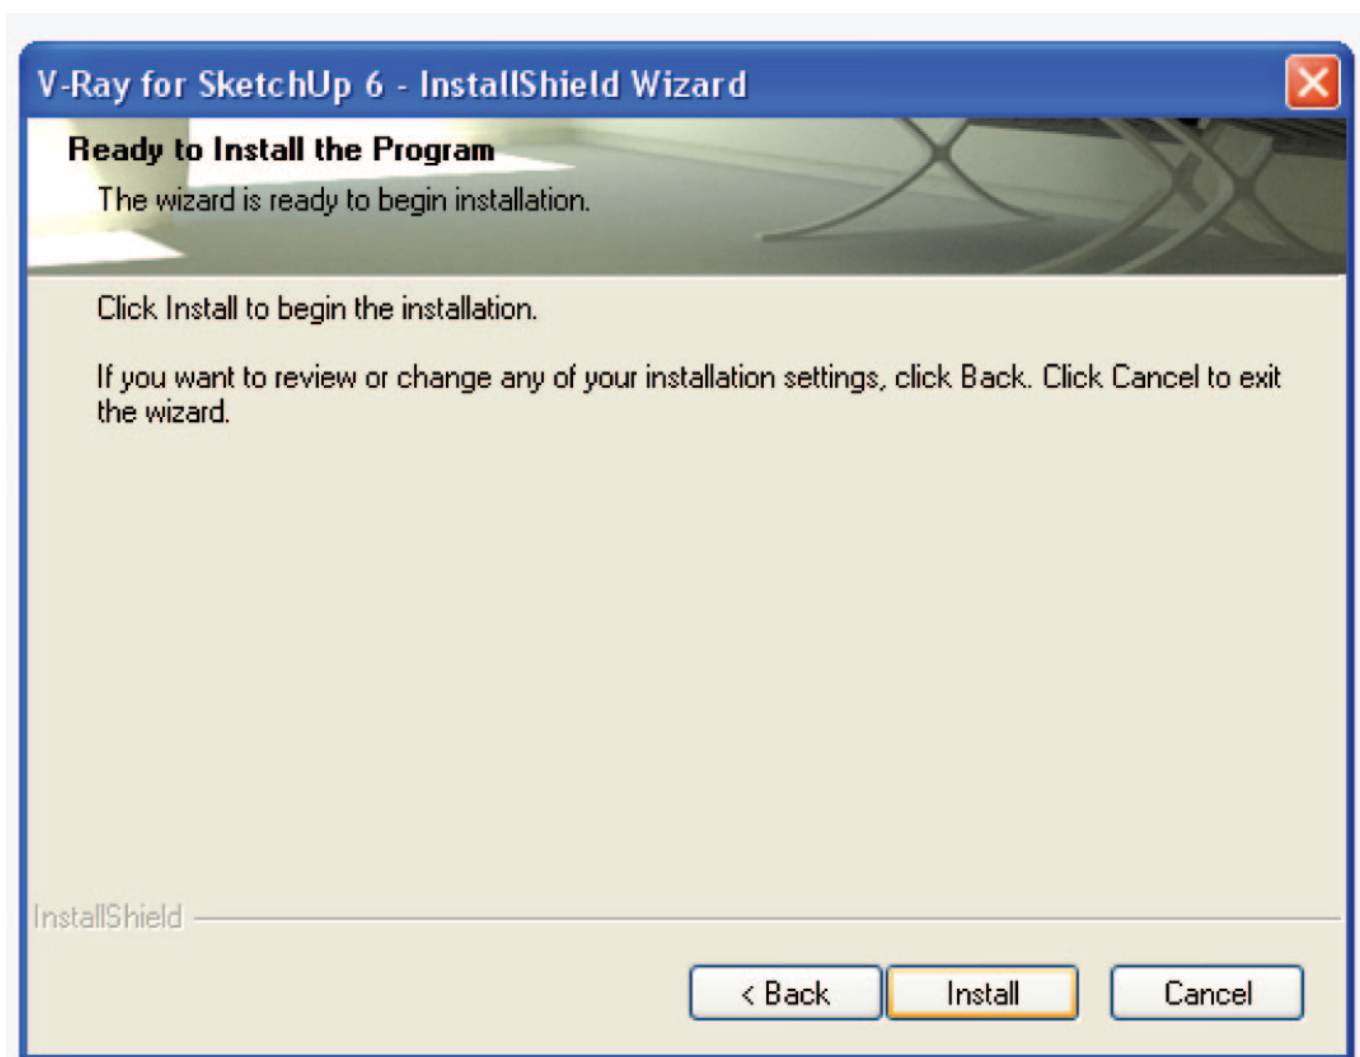 V-Ray for SketchUp 6 - InstallShield Wizard
Ready to Install the Program
The wizard is ready to begin installation.
Click Install to begin the installation.
If you want to review or change any of your installation settings, click Back. Click Cancel to exit
the wizard.
InstallShield
< Back Install Cancel